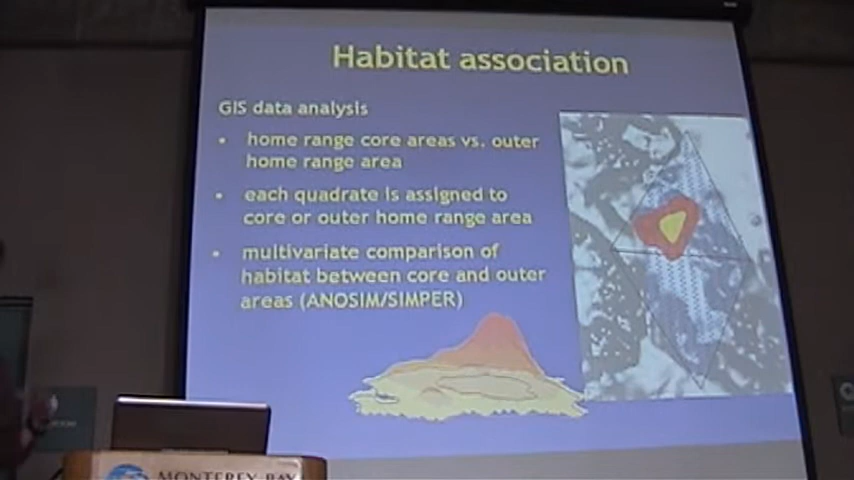 Habitat association
GIS data analysis
• home range core areas vs. outer
home range area
• each quadrate is assigned to
core or outer home range area
• multivariate comparison of
habitat between core and outer
areas (ANOSIM/SIMPER)
MONTEREY BAY